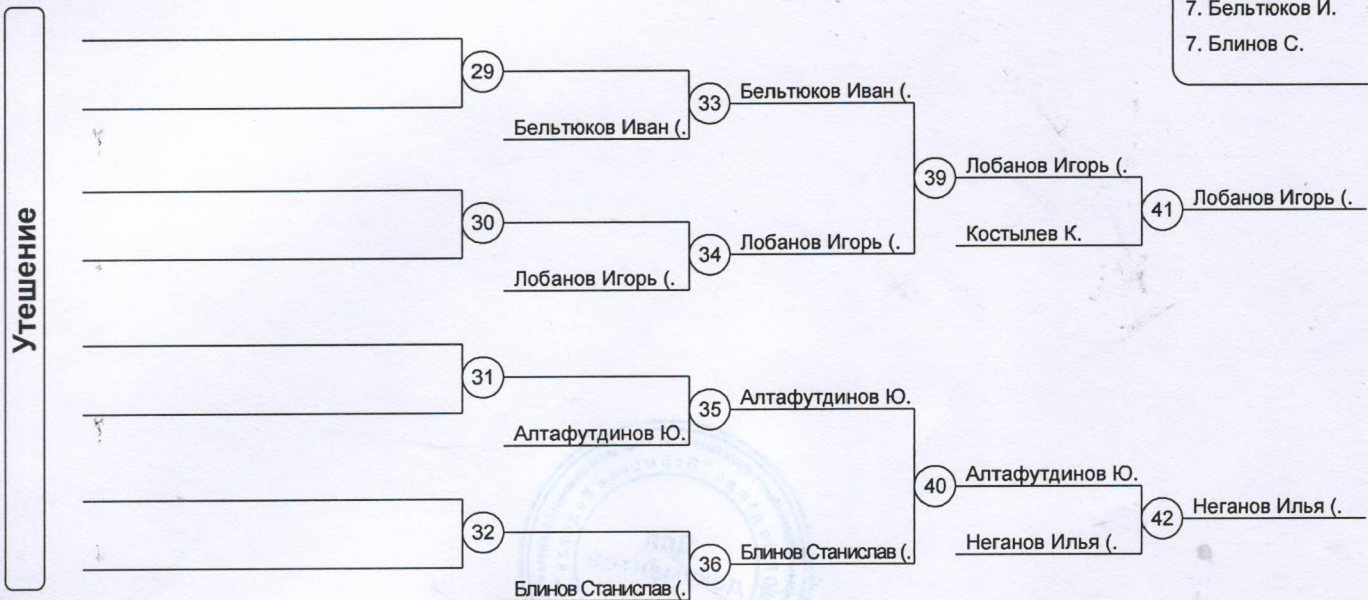 7. Бельтюков И.
7. Блинов С.
Утешение
29
33
Бельтюков Иван (.
Бельтюков Иван (.
39
Лобанов Игорь (.
41
Лобанов Игорь (.
30
34
Лобанов Игорь (.
Костылев К.
Лобанов Игорь (.
31
35
Алтафутдинов Ю.
Алтафутдинов Ю.
40
Алтафутдинов Ю.
42
Неганов Илья (.
32
36
Блинов Станислав (.
Неганов Илья (.
Блинов Станислав (.